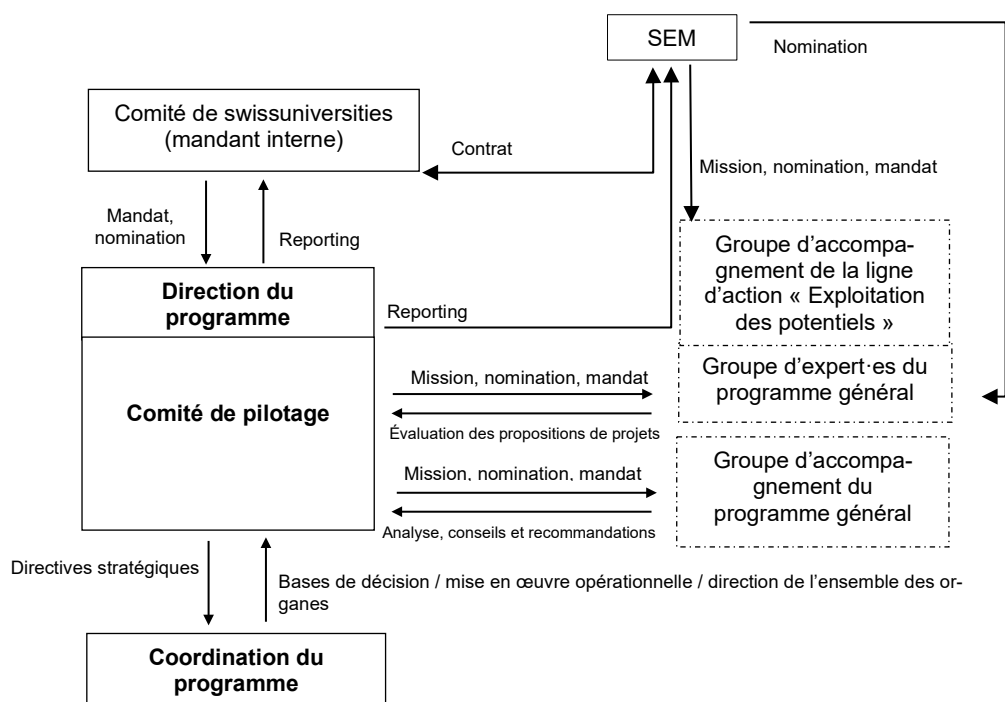 SEM
Nomination
Comité de swissuniversities
(mandant interne)
Contrat
Mission, nomination, mandat
Mandat,
nomination
Reporting
Groupe d’accompa-
gnement de la ligne
d’action « Exploitation
des potentiels »
Direction du
programme
Reporting
Groupe d’expert·es du
programme général
Mission, nomination, mandat
Comité de pilotage
Évaluation des propositions de projets
Groupe d’accompa-
gnement du
programme général
Mission, nomination, mandat
Analyse, conseils et recommandations
Directives stratégiques
Bases de décision / mise en œuvre opérationnelle / direction de l’ensemble des or-
ganes
Coordination du
programme